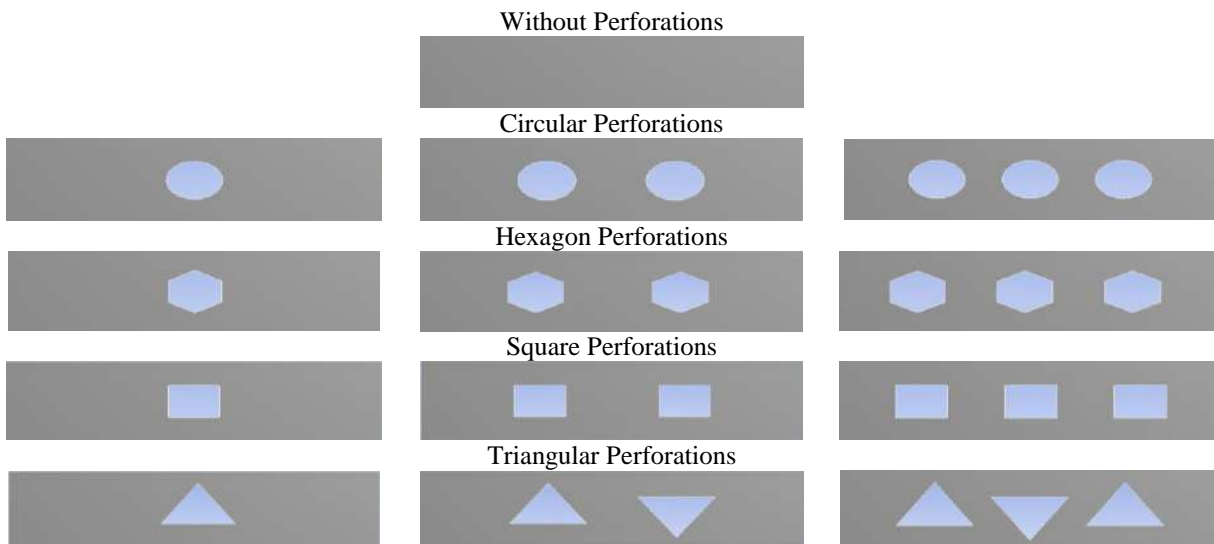 Without Perforations
Circular Perforations
Hexagon Perforations
Square Perforations
Triangular Perforations